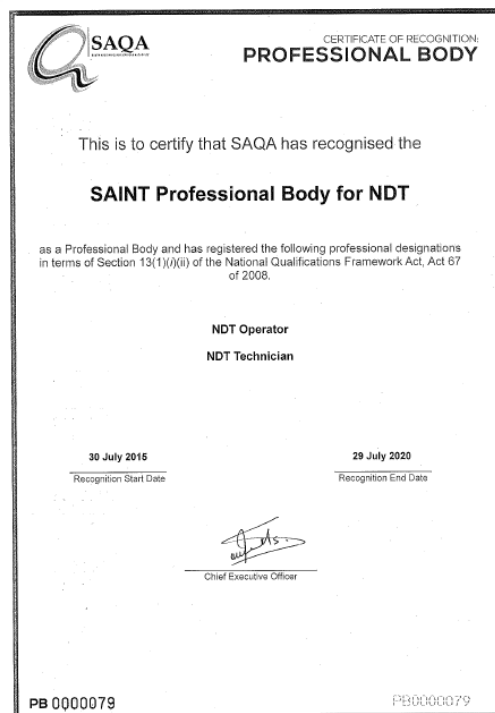 SAQA
CERTIFICATE OF RECOGNITION:
PROFESSIONAL BODY
This is to certify that SAQA has recognised the
SAINT Professional Body for NDT
as a Professional Body and has registered the following professional designations
in terms of Section 13(1)(i)(ii) of the National Qualifications Framework Act, Act 67
of 2008.
NDT Operator
NDT Technician
30 July 2015
Recognition Start Date
29 July 2020
Recognition End Date
Chief Executive Officer
PB 0000079
PB0000079